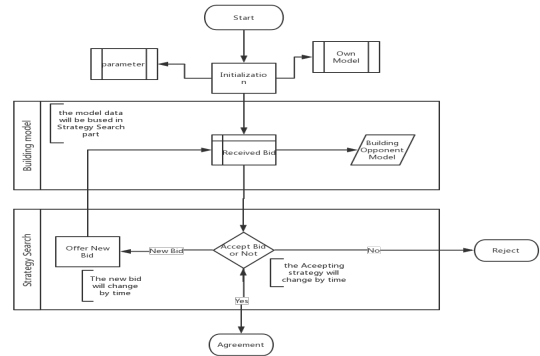 Start
parameter
Initializatio
n
Own
Model
Building model
the model data
will be bused in
Strategy Search
part
Received Bid
Building
Opponent
Model
Strategy Search
Offer New
Bid
New Bid
Accept Bid
or Not
No
Reject
The new bid
will change
by time
the Aceepting
strategy will
change by time
Yes
Agreement